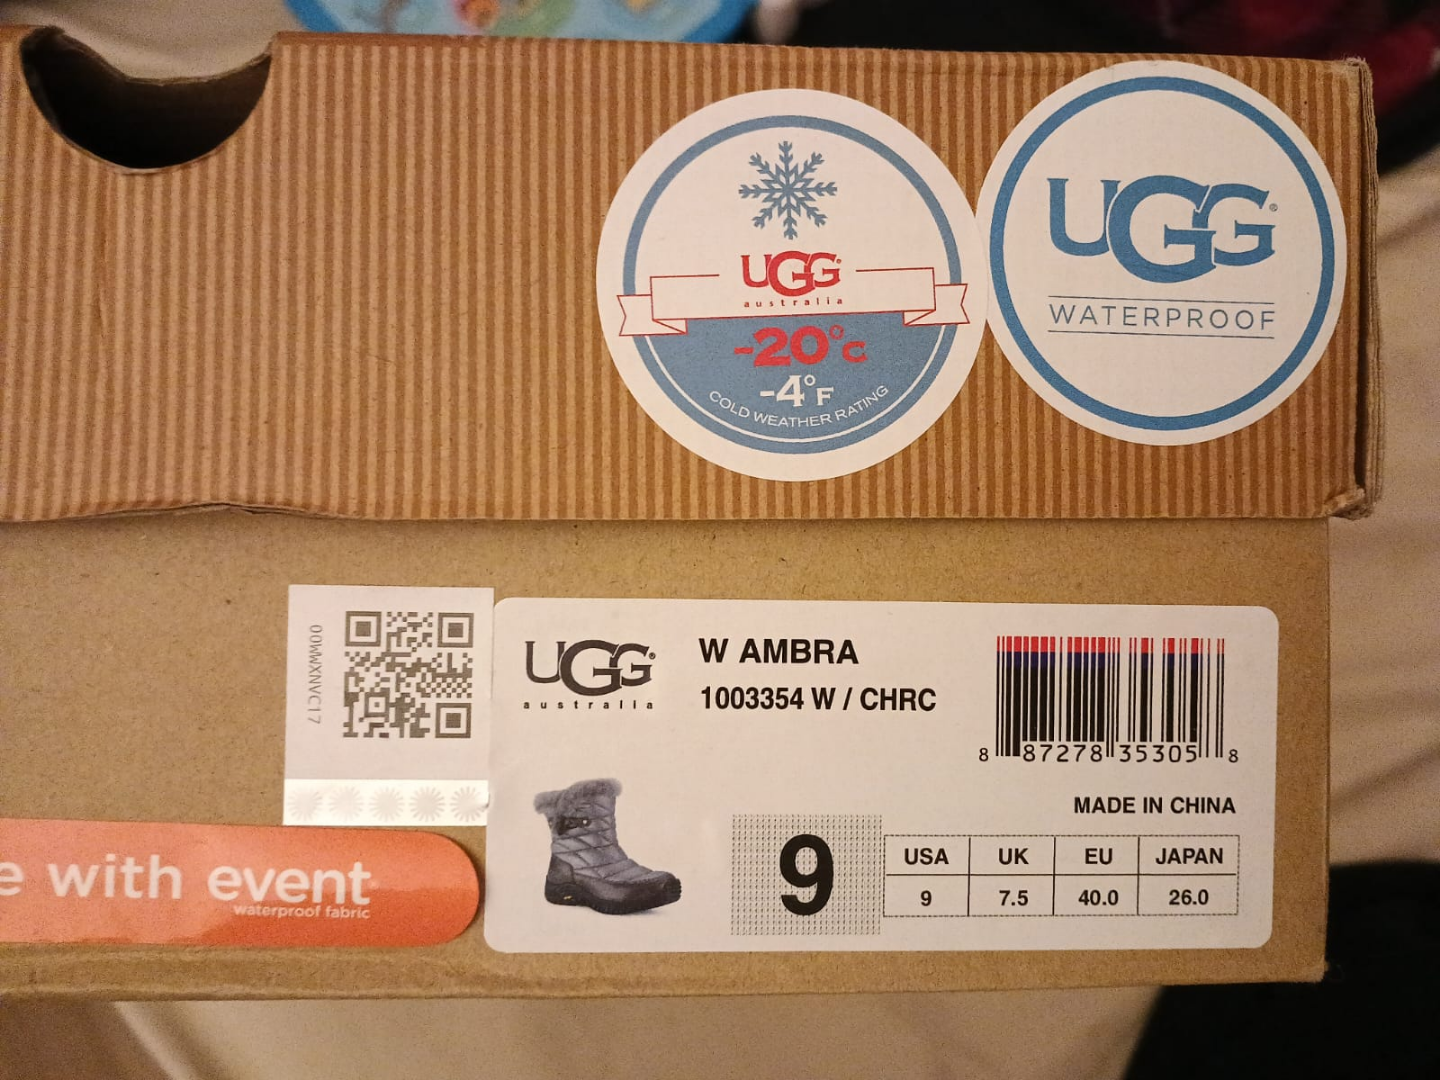 UGG®
australia
-20°C
-4°F
COLD WEATHER RATING
UGG®
WATERPROOF
00WWXNVC17
UGG®
australia
W AMBRA
1003354 W / CHRC
8 87278 35305 8
MADE IN CHINA
9
USA UK EU JAPAN
9 7.5 40.0 26.0
e with event
waterproof fabric